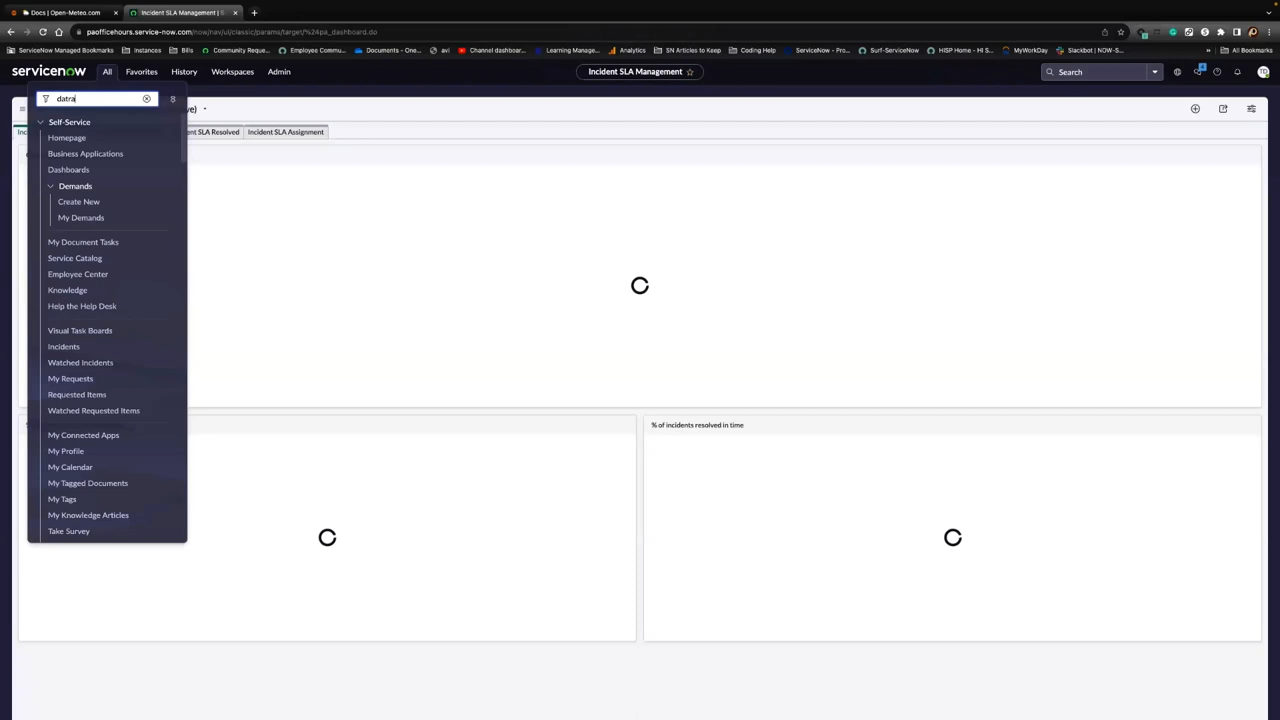 Docs | Open-Meteo.com
Incident SLA Management | S
paofficehours.service-now.com/now/nav/ui/classic/params/target/%24pa_dashboard.do
ServiceNow Managed Bookmarks
Instances
Bills
Community Reque...
Employee Commu...
Documents – One...
avi
Channel dashboar...
Learning Manage...
Analytics
SN Articles to Keep
Coding Help
ServiceNow - Pro...
Surf-ServiceNow
HISP Home - HI S...
MyWorkDay
Slackbot | NOW-S...
All Bookmarks
servicenow
All
Favorites
History
Workspaces
Admin
Incident SLA Management
Search
TD
datra
ve)
Inc
ent SLA Resolved
Incident SLA Assignment
Self-Service
Homepage
Business Applications
Dashboards
Demands
Create New
My Demands
My Document Tasks
Service Catalog
Employee Center
Knowledge
Help the Help Desk
Visual Task Boards
Incidents
Watched Incidents
My Requests
Requested Items
Watched Requested Items
My Connected Apps
My Profile
My Calendar
My Tagged Documents
My Tags
My Knowledge Articles
Take Survey
% of incidents resolved in time